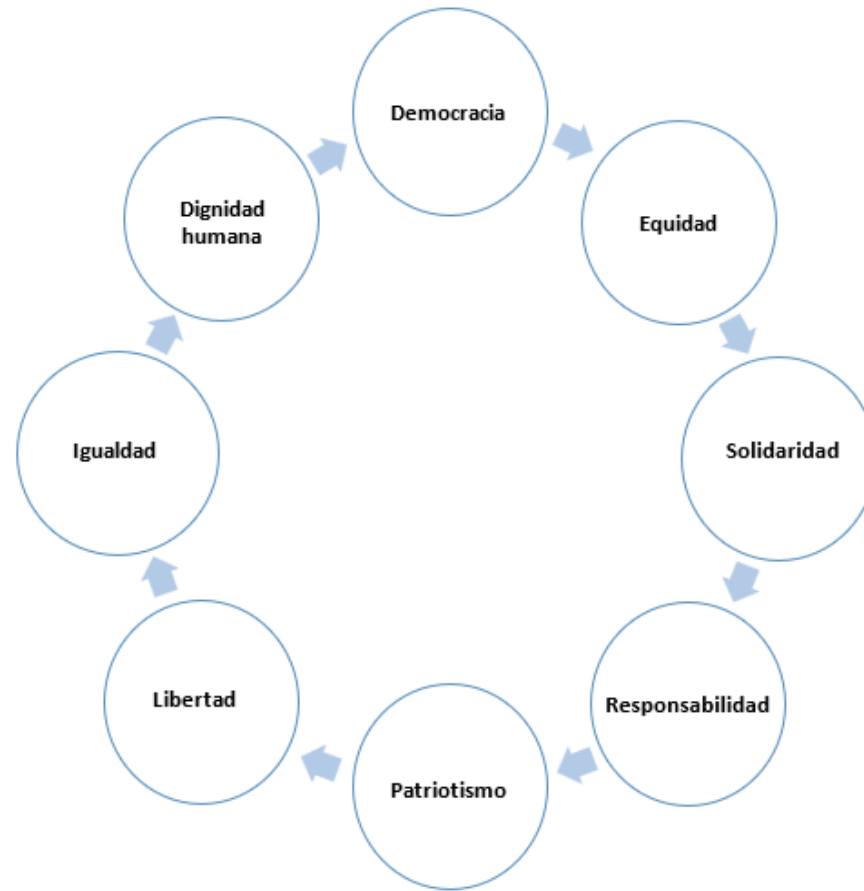 Democracia
Equidad
Solidaridad
Responsabilidad
Patriotismo
Libertad
Igualdad
Dignidad
humana